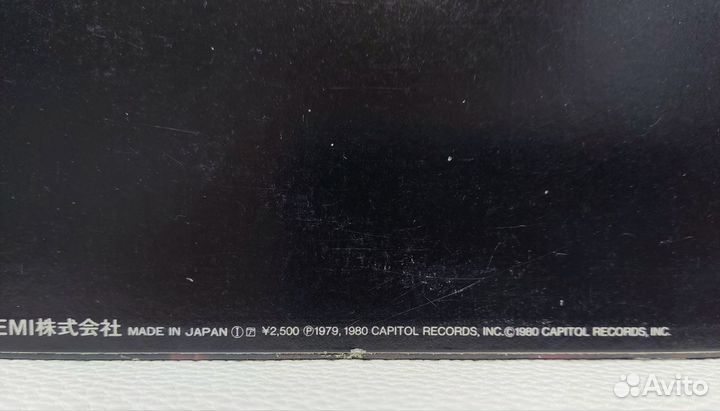 EMI株式会社 MADE IN JAPAN Ⓘ ¥2,500 Ⓟ1979, 1980 CAPITOL RECORDS, INC.©1980 CAPITOL RECORDS, INC.
Avito